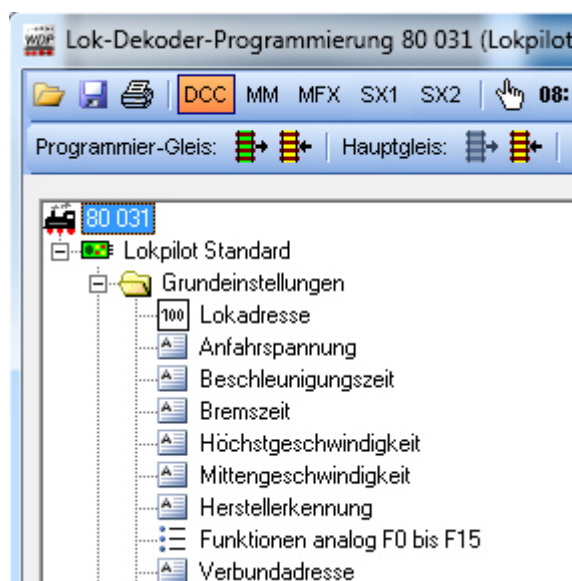 WDP Lok-Dekoder-Programmierung 80 031 (Lokpilot
DCC MM MFX SX1 SX2 08:
Programmier-Gleis: Hauptgleis:
80 031
Lokpilot Standard
Grundeinstellungen
100 Lokadresse
A Anfahrspannung
A Beschleunigungszeit
A Bremszeit
A Höchstgeschwindigkeit
A Mittengeschwindigkeit
A Herstellerkennung
Funktionen analog F0 bis F15
A Verbundadresse